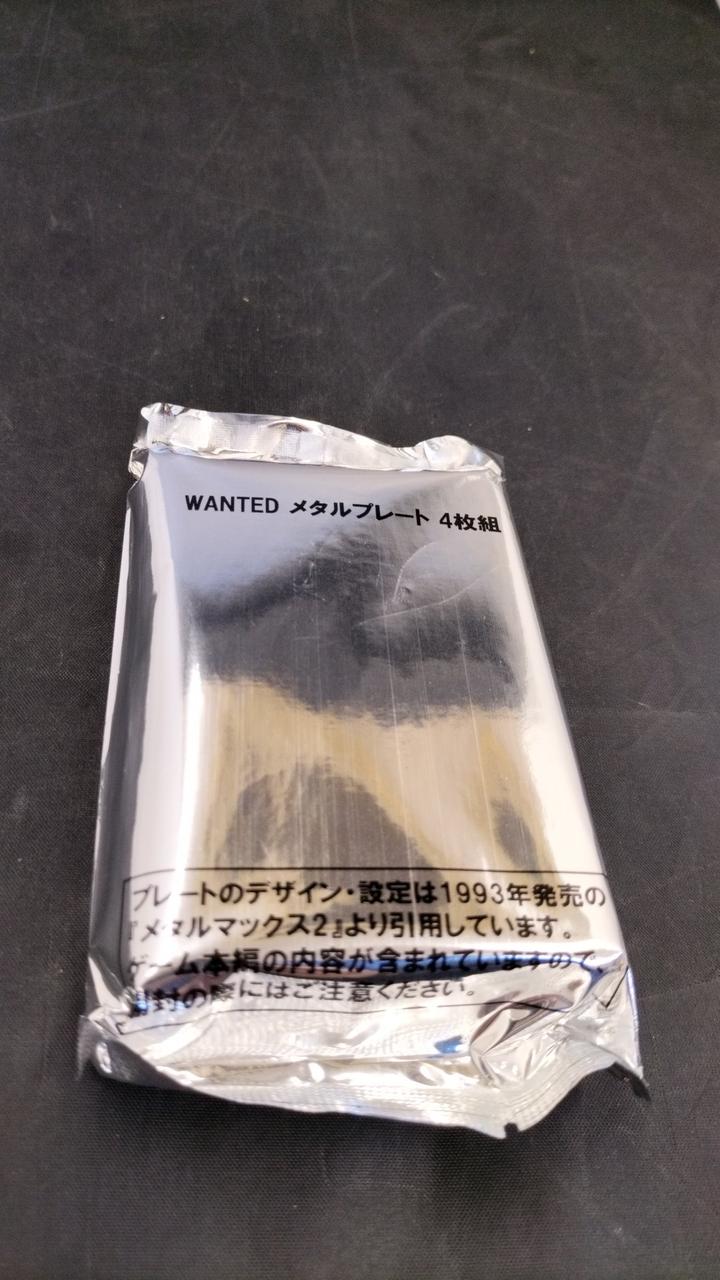 WANTED メタルプレート 4枚組
プレートのデザイン・設定は1993年発売の
『メタルマックス2』より引用しています。
ゲーム本編の内容が含まれていますので、
開封の際にはご注意ください。